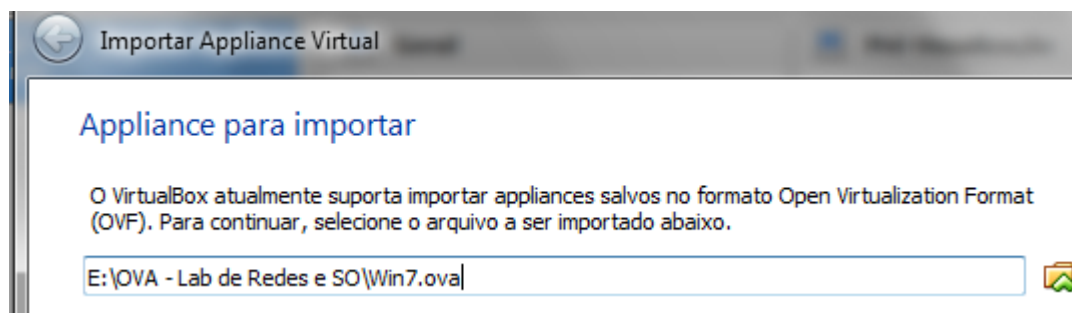 Importar Appliance Virtual
Appliance para importar
O VirtualBox atualmente suporta importar appliances salvos no formato Open Virtualization Format
(OVF). Para continuar, selecione o arquivo a ser importado abaixo.
E:\OVA - Lab de Redes e SO\Win7.ova